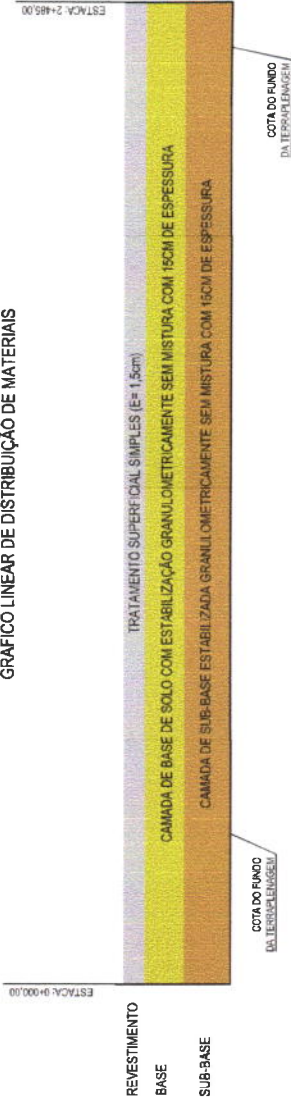 GRAFICO LINEAR DE DISTRIBUIÇÃO DE MATERIAIS
ESTACA: 0+000,00
ESTACA: 2+485,00
REVESTIMENTO
TRATAMENTO SUPERFICIAL SIMPLES (E= 1,5cm)
BASE
CAMADA DE BASE DE SOLO COM ESTABILIZAÇÃO GRANULOMETRICAMENTE SEM MISTURA COM 15CM DE ESPESSURA
SUB-BASE
CAMADA DE SUB-BASE ESTABILIZADA GRANULOMETRICAMENTE SEM MISTURA COM 15CM DE ESPESSURA
COTA DO FUNDO
DA TERRAPLENAGEM
COTA DO FUNDO
DA TERRAPLENAGEM